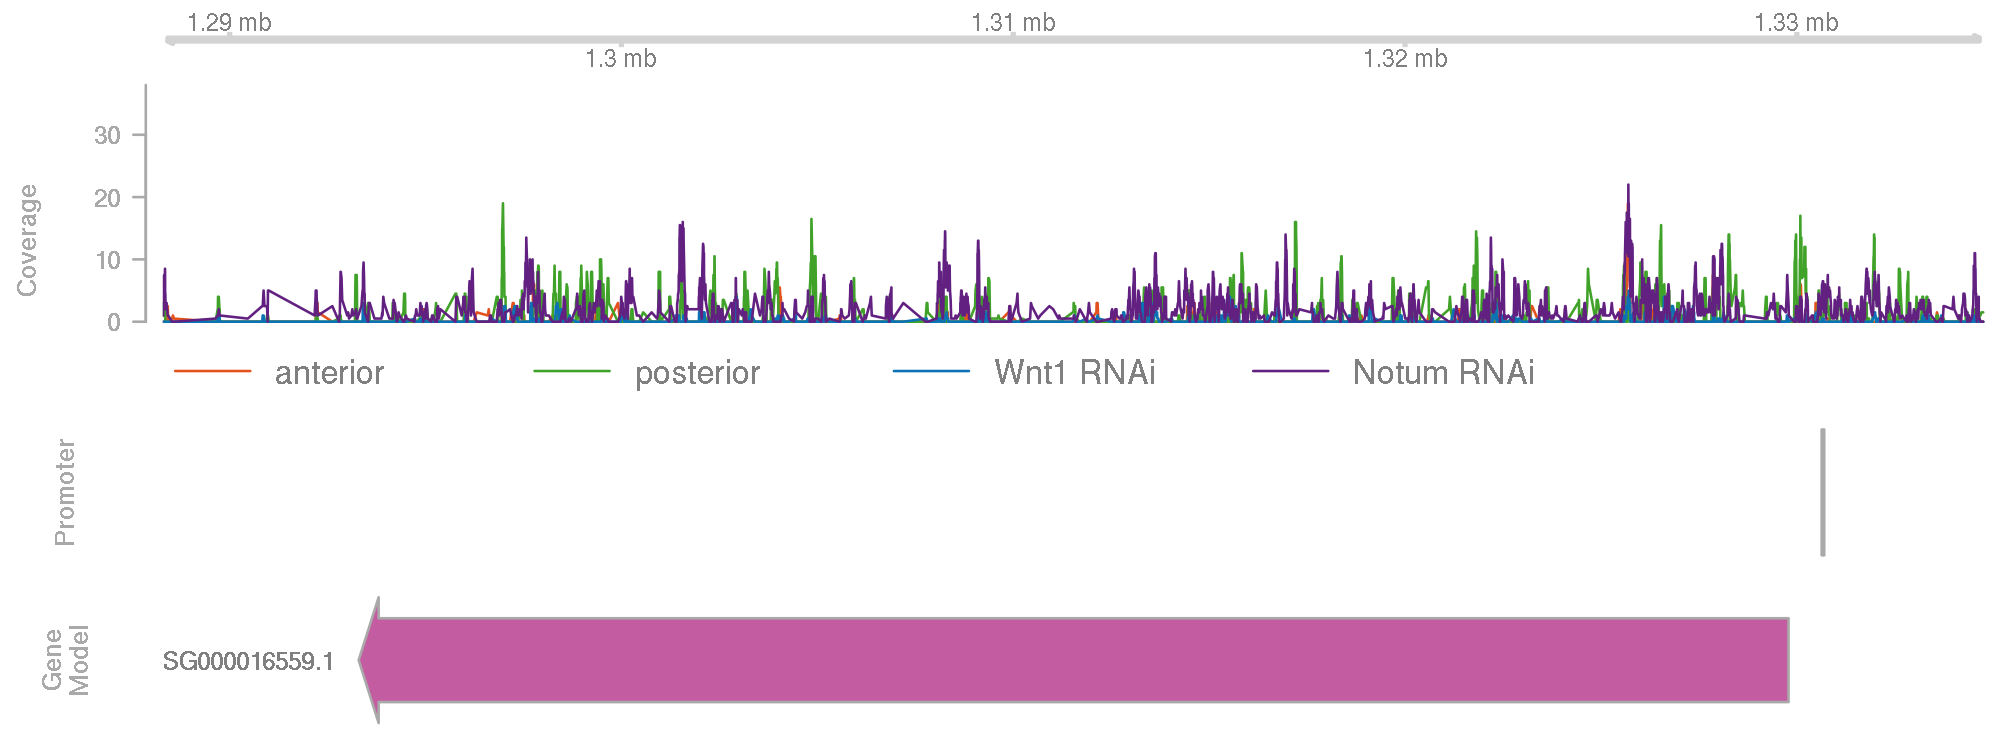 1.29 mb 1.31 mb 1.33 mb
1.3 mb 1.32 mb
Coverage
30
20
10
0
anterior posterior Wnt1 RNAi Notum RNAi
Promoter
0
Gene
Model
SG000016559.1